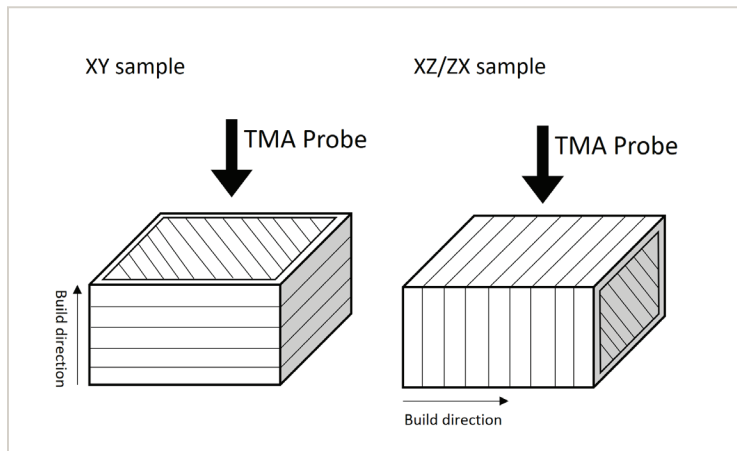 XY sample
XZ/ZX sample
TMA Probe
TMA Probe
Build direction
Build direction